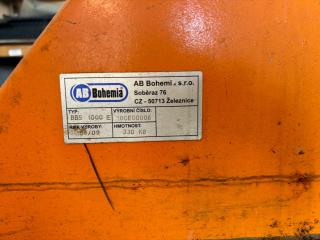 AB Bohemia
AB Bohemia s.r.o.
Soběraz 76
CZ - 50713 Železnice
TYP:
VÝROBNÍ ČÍSLO:
BBS 1000 E
ROK VÝROBY:
HMOTNOST:
330 KG